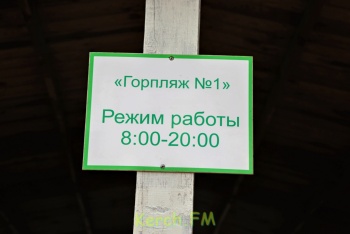 «Горпляж №1»
Режим работы
8:00-20:00
Kerch FM